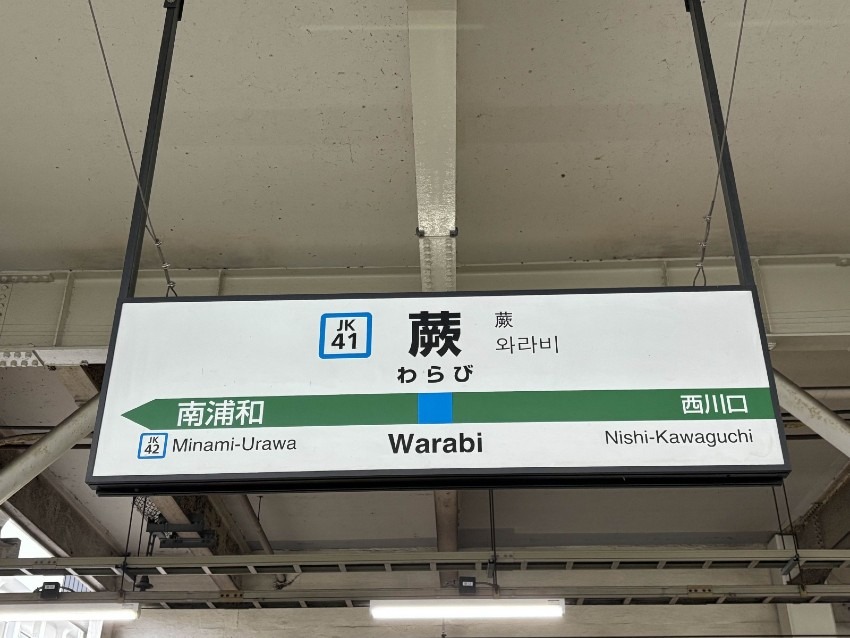 JK
41
蕨
蕨
와라비
わらび
南浦和
西川口
JK
42
Minami-Urawa
Warabi
Nishi-Kawaguchi